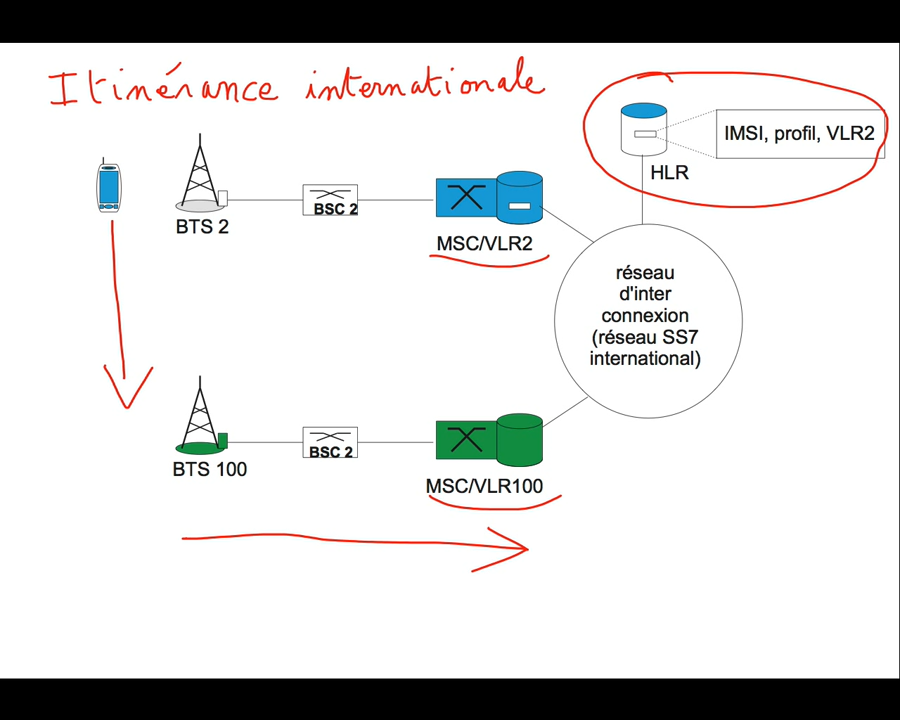 Itinérance internationale
IMSI, profil, VLR2
HLR
BTS 2
BSC 2
MSC/VLR2
réseau
d'inter
connexion
(réseau SS7
international)
BTS 100
BSC 2
MSC/VLR100